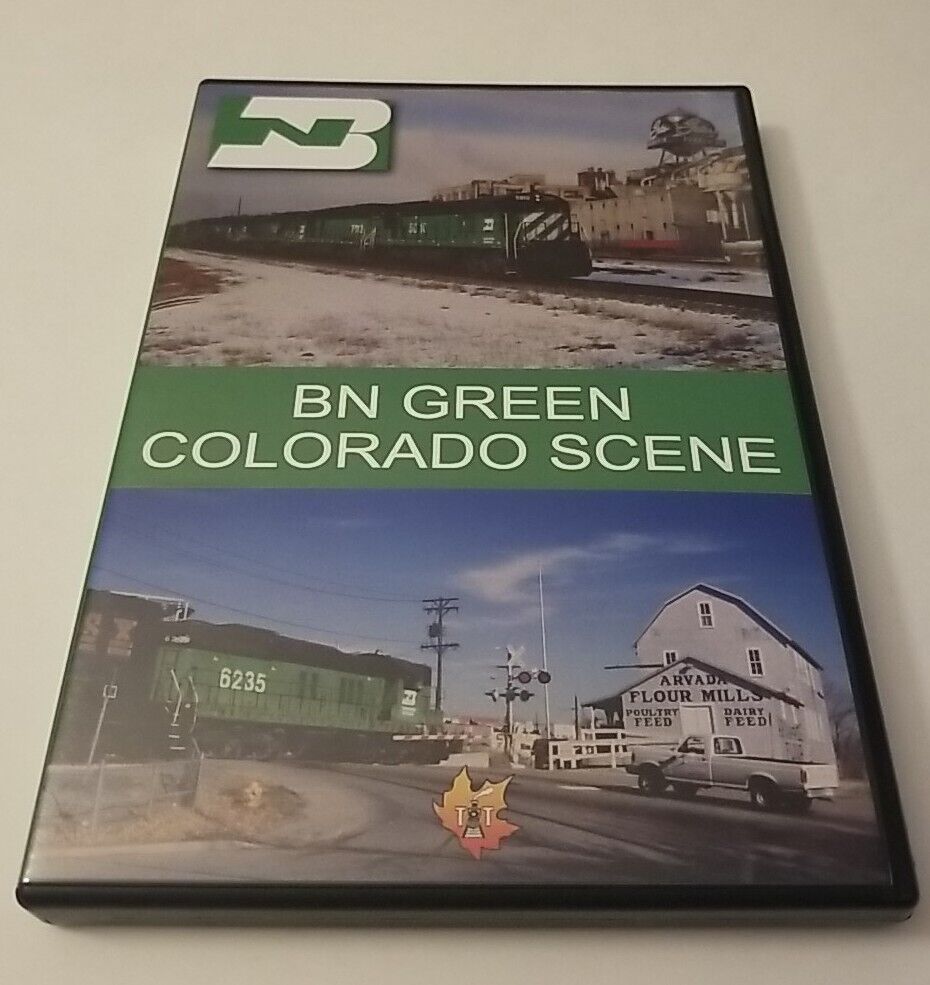 BN
BN GREEN
COLORADO SCENE
6235
ARVADA
FLOUR MILLS
POULTRY FEED
DAIRY FEED
T T